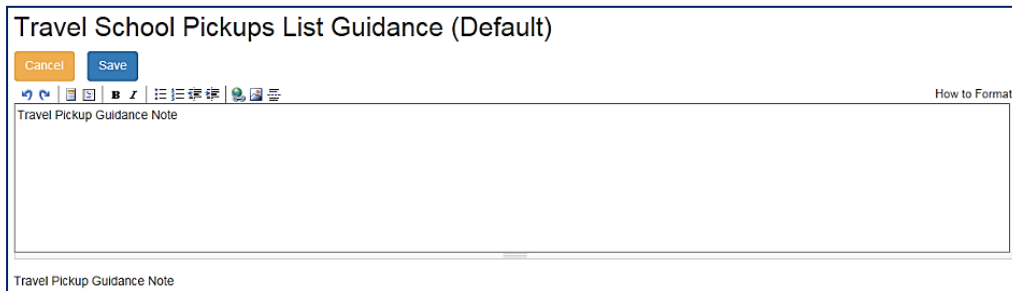 Travel School Pickups List Guidance (Default)
Cancel Save
B I How to Format
Travel Pickup Guidance Note
Travel Pickup Guidance Note